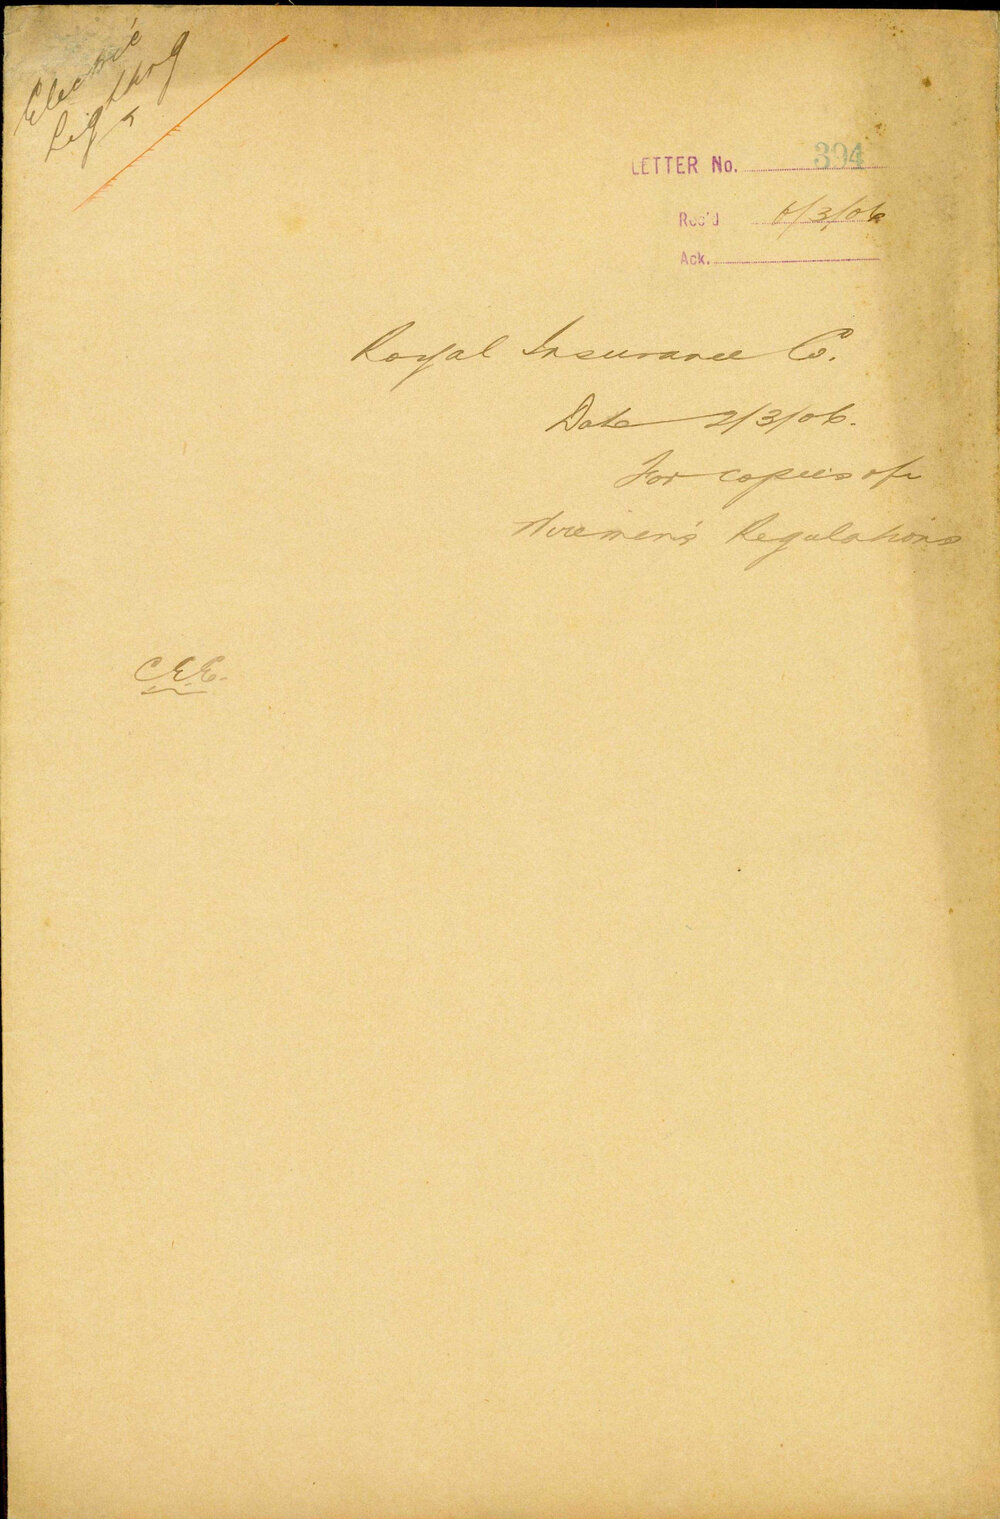 Electric
Lighting
LETTER No. 394
Rec'd 6/3/06
Ack.
Royal Insurance Co.
Date 2/3/06.
For copies of
Wiremen's Regulations
C.E.E.